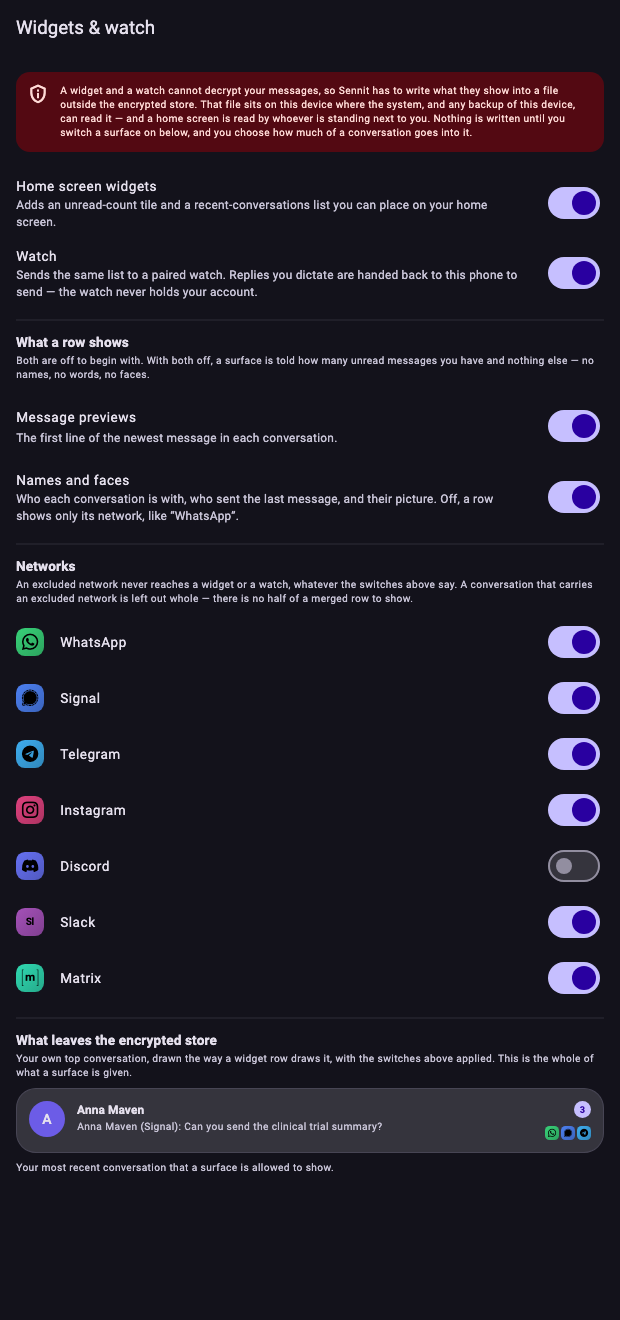 Widgets & watch
A widget and a watch cannot decrypt your messages, so Sennit has to write what they show into a file
outside the encrypted store. That file sits on this device where the system, and any backup of this device,
can read it — and a home screen is read by whoever is standing next to you. Nothing is written until you
switch a surface on below, and you choose how much of a conversation goes into it.
Home screen widgets
Adds an unread-count tile and a recent-conversations list you can place on your home
screen.
Watch
Sends the same list to a paired watch. Replies you dictate are handed back to this phone to
send — the watch never holds your account.
What a row shows
Both are off to begin with. With both off, a surface is told how many unread messages you have and nothing else — no
names, no words, no faces.
Message previews
The first line of the newest message in each conversation.
Names and faces
Who each conversation is with, who sent the last message, and their picture. Off, a row
shows only its network, like “WhatsApp”.
Networks
An excluded network never reaches a widget or a watch, whatever the switches above say. A conversation that carries
an excluded network is left out whole — there is no half of a merged row to show.
WhatsApp
Signal
Telegram
Instagram
Discord
Sl Slack
[m] Matrix
What leaves the encrypted store
Your own top conversation, drawn the way a widget row draws it, with the switches above applied. This is the whole of
what a surface is given.
A Anna Maven 3
Anna Maven (Signal): Can you send the clinical trial summary?
Your most recent conversation that a surface is allowed to show.